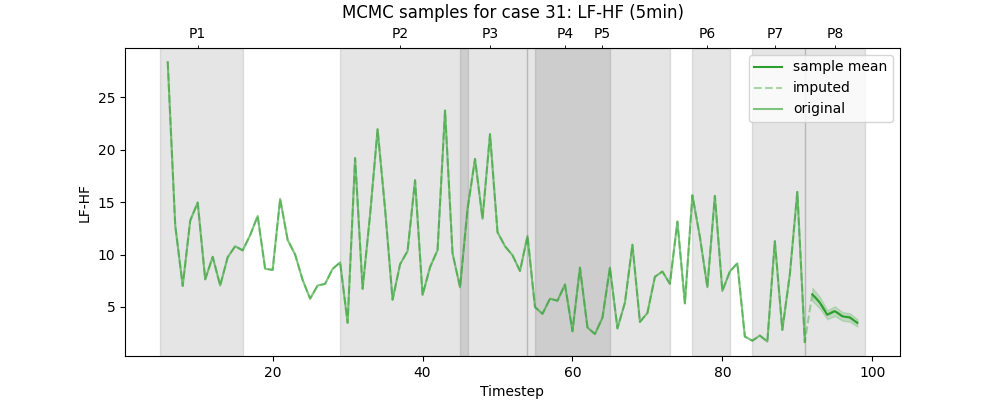 MCMC samples for case 31: LF-HF (5min)
P1 P2 P3 P4 P5 P6 P7 P8
sample mean
imputed
original
LF-HF
25
20
15
10
5
20 40 60 80 100
Timestep